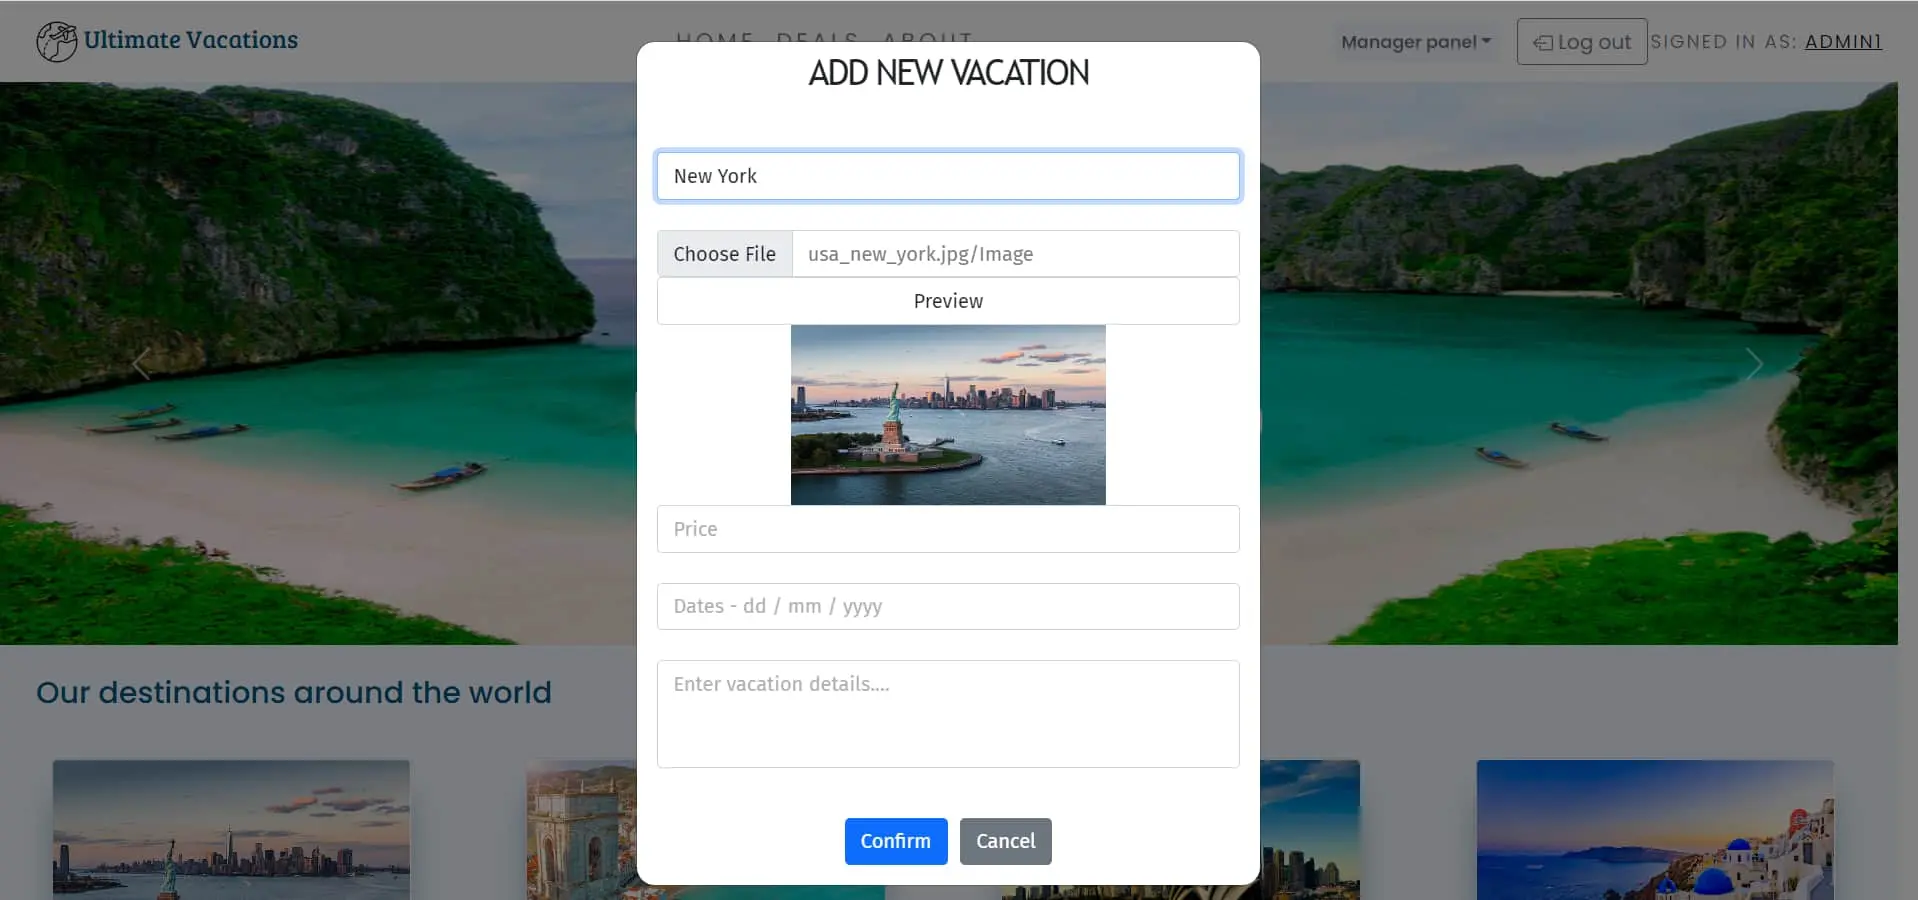 Ultimate Vacations
HOME DEALS ABOUT
Manager panel
Log out
SIGNED IN AS: ADMIN1
ADD NEW VACATION
New York
Choose File
usa_new_york.jpg/Image
Preview
Price
Dates - dd / mm / yyyy
Enter vacation details....
Confirm
Cancel
Our destinations around the world